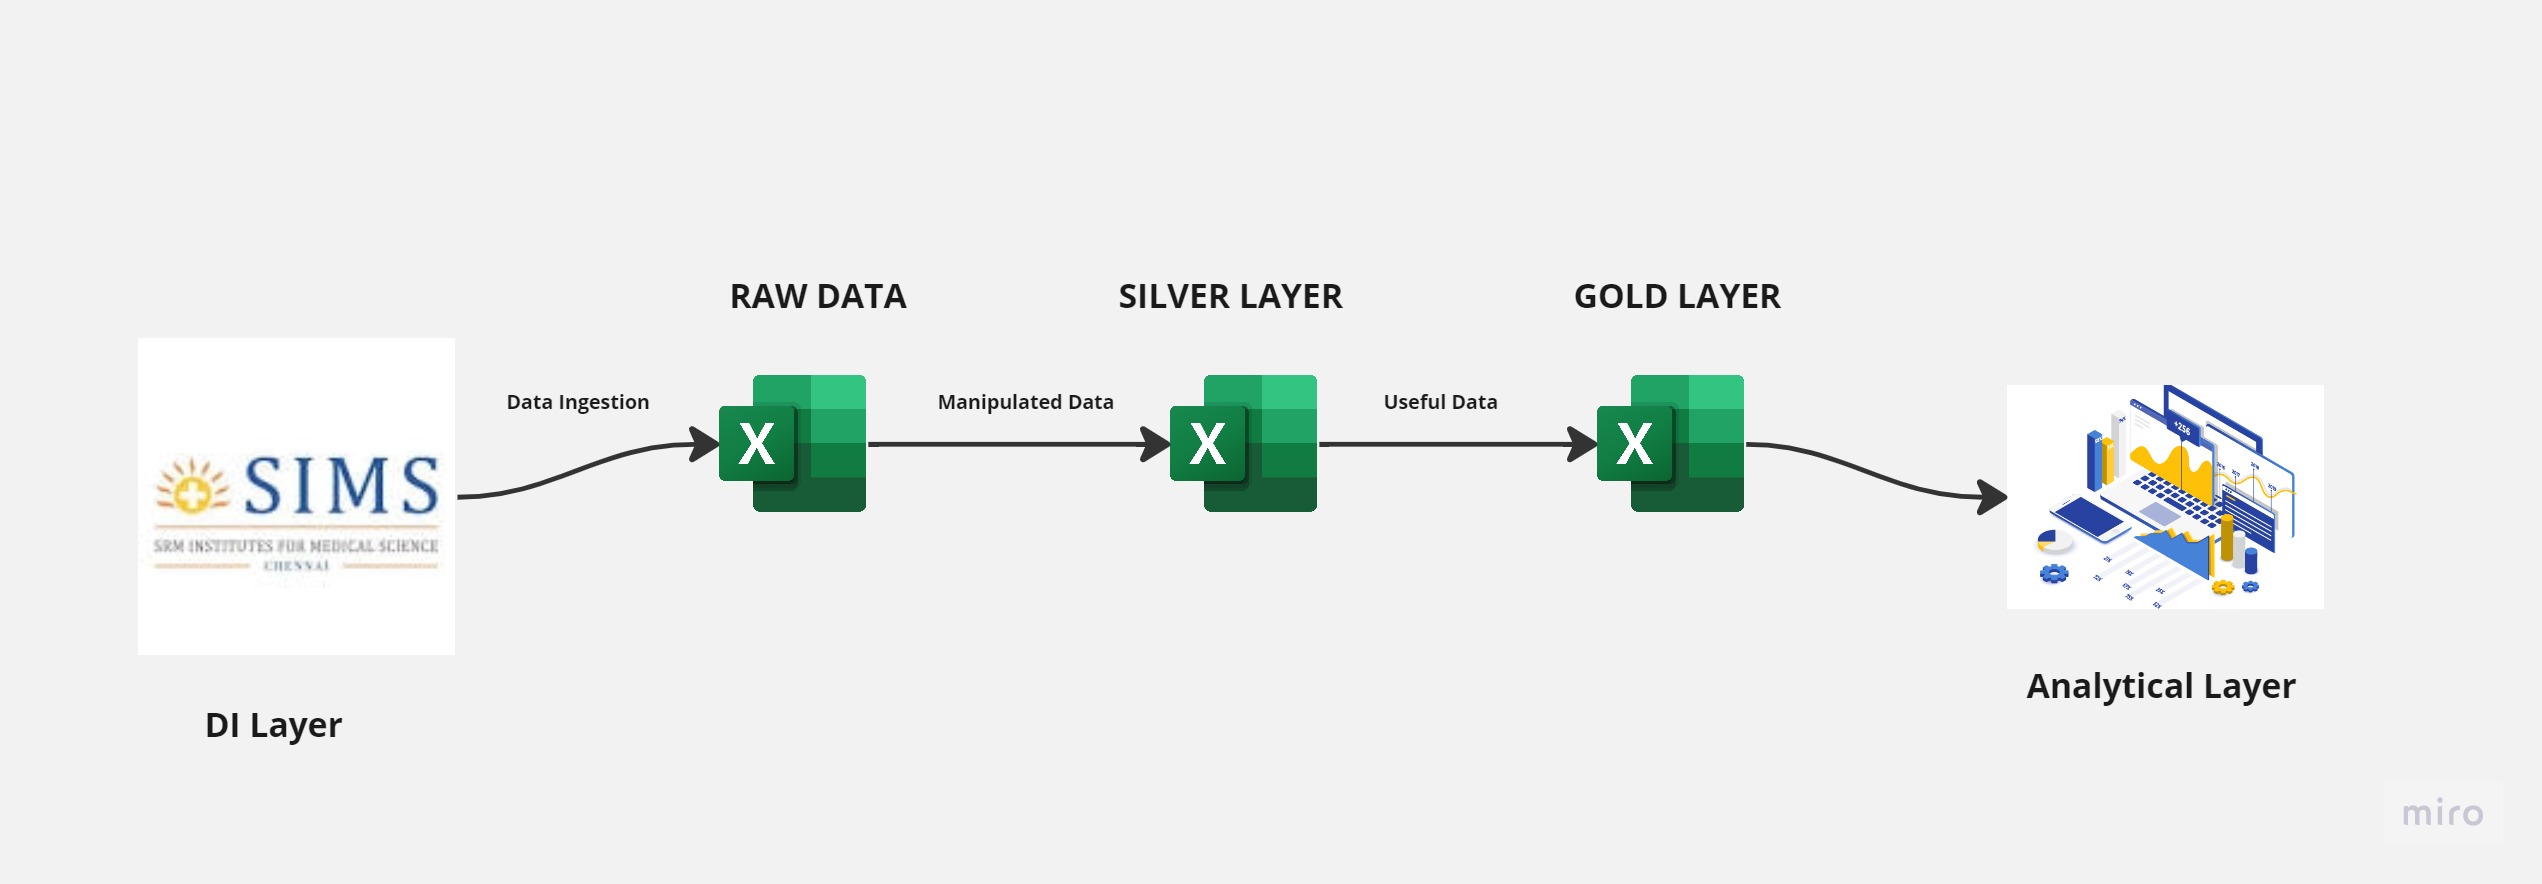 RAW DATA
SILVER LAYER
GOLD LAYER
Data Ingestion
Manipulated Data
Useful Data
X
X
X
+256
SIMS
SRM INSTITUTES FOR MEDICAL SCIENCE
CHENNAI
DI Layer
Analytical Layer
miro